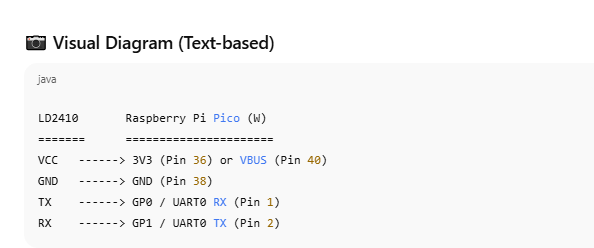 📷 Visual Diagram (Text-based)
java
LD2410       Raspberry Pi Pico (W)
=======      ======================
VCC   ------> 3V3 (Pin 36) or VBUS (Pin 40)
GND   ------> GND (Pin 38)
TX    ------> GP0 / UART0 RX (Pin 1)
RX    ------> GP1 / UART0 TX (Pin 2)